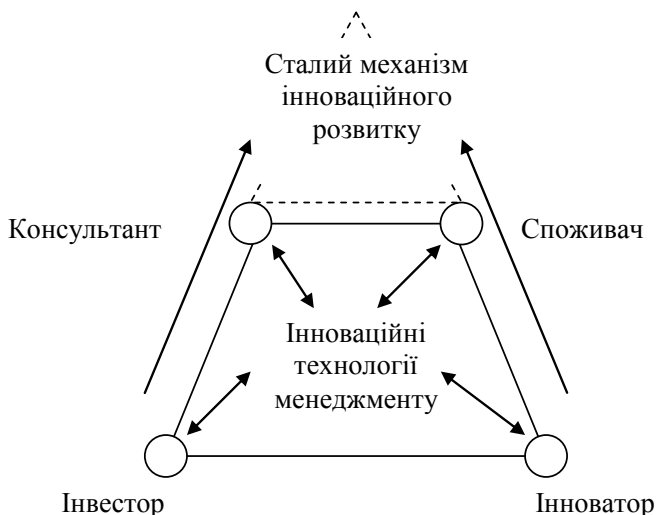 Сталий механізм
інноваційного
розвитку
Консультант
Споживач
Інноваційні
технології
менеджменту
Інвестор
Інноватор